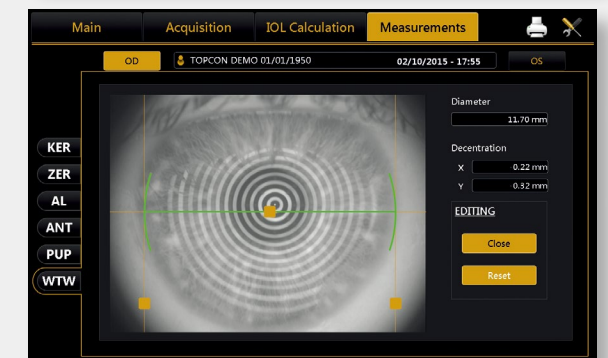 Main Acquisition IOL Calculation Measurements
OD TOPCON DEMO 01/01/1950 02/10/2015 - 17:55 OS
Diameter
11.70 mm
Decentration
X 0.22 mm
Y 0.32 mm
EDITING
Close
Reset
KER
ZER
AL
ANT
PUP
WTW